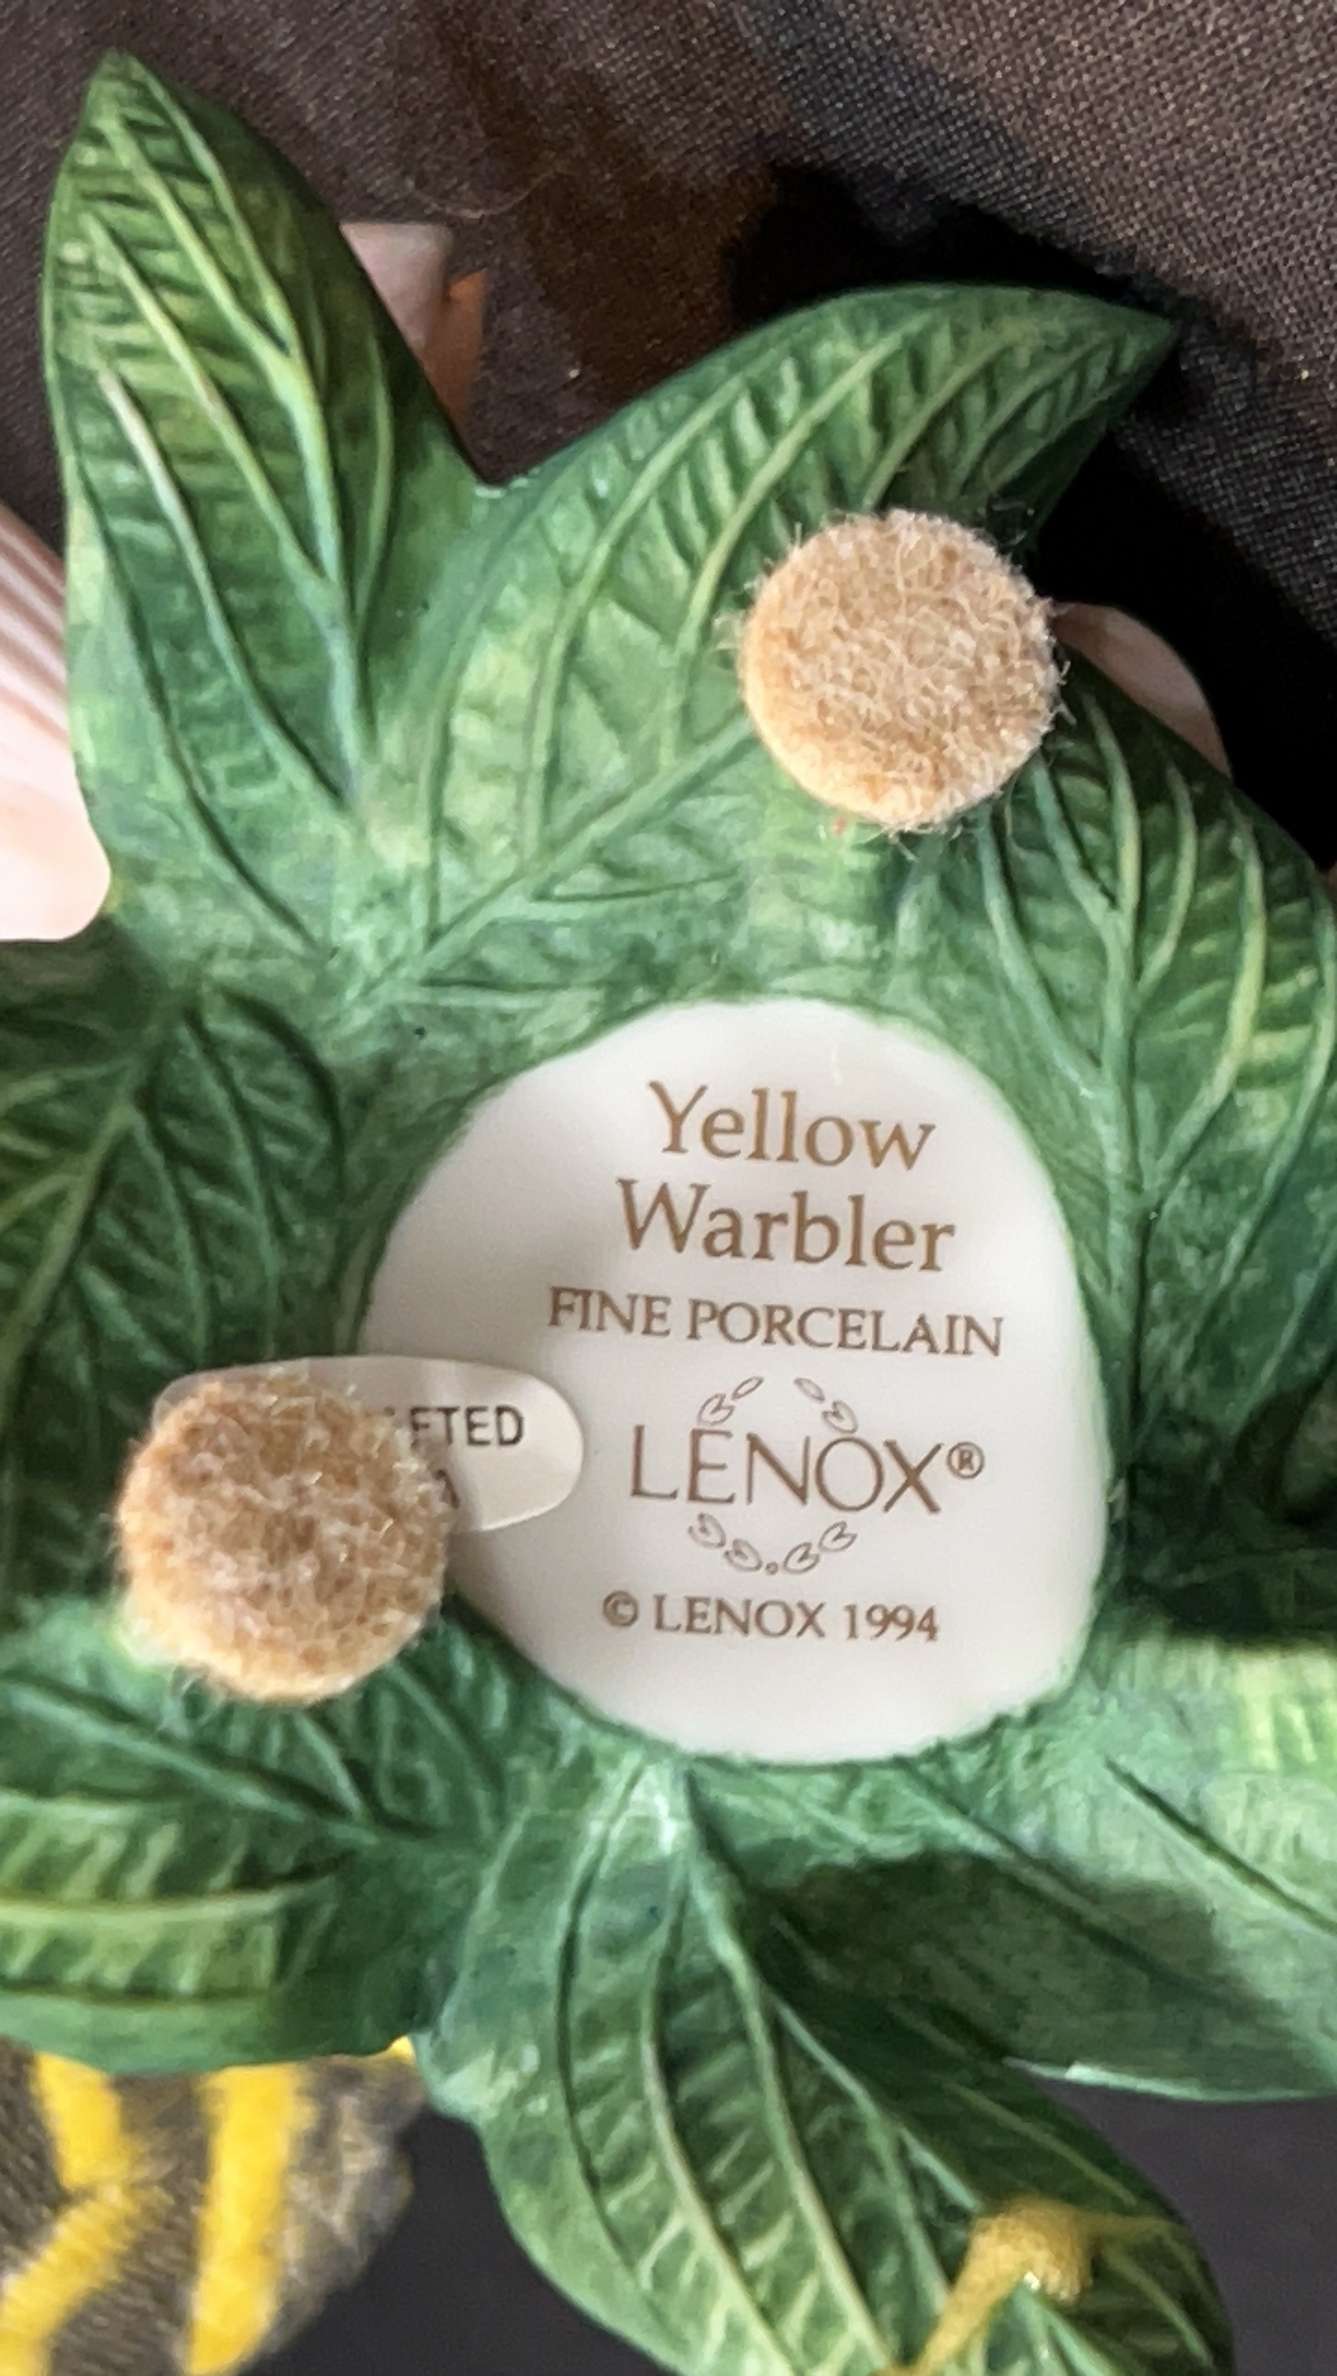 Yellow
Warbler
FINE PORCELAIN
LENOX®
© LENOX 1994